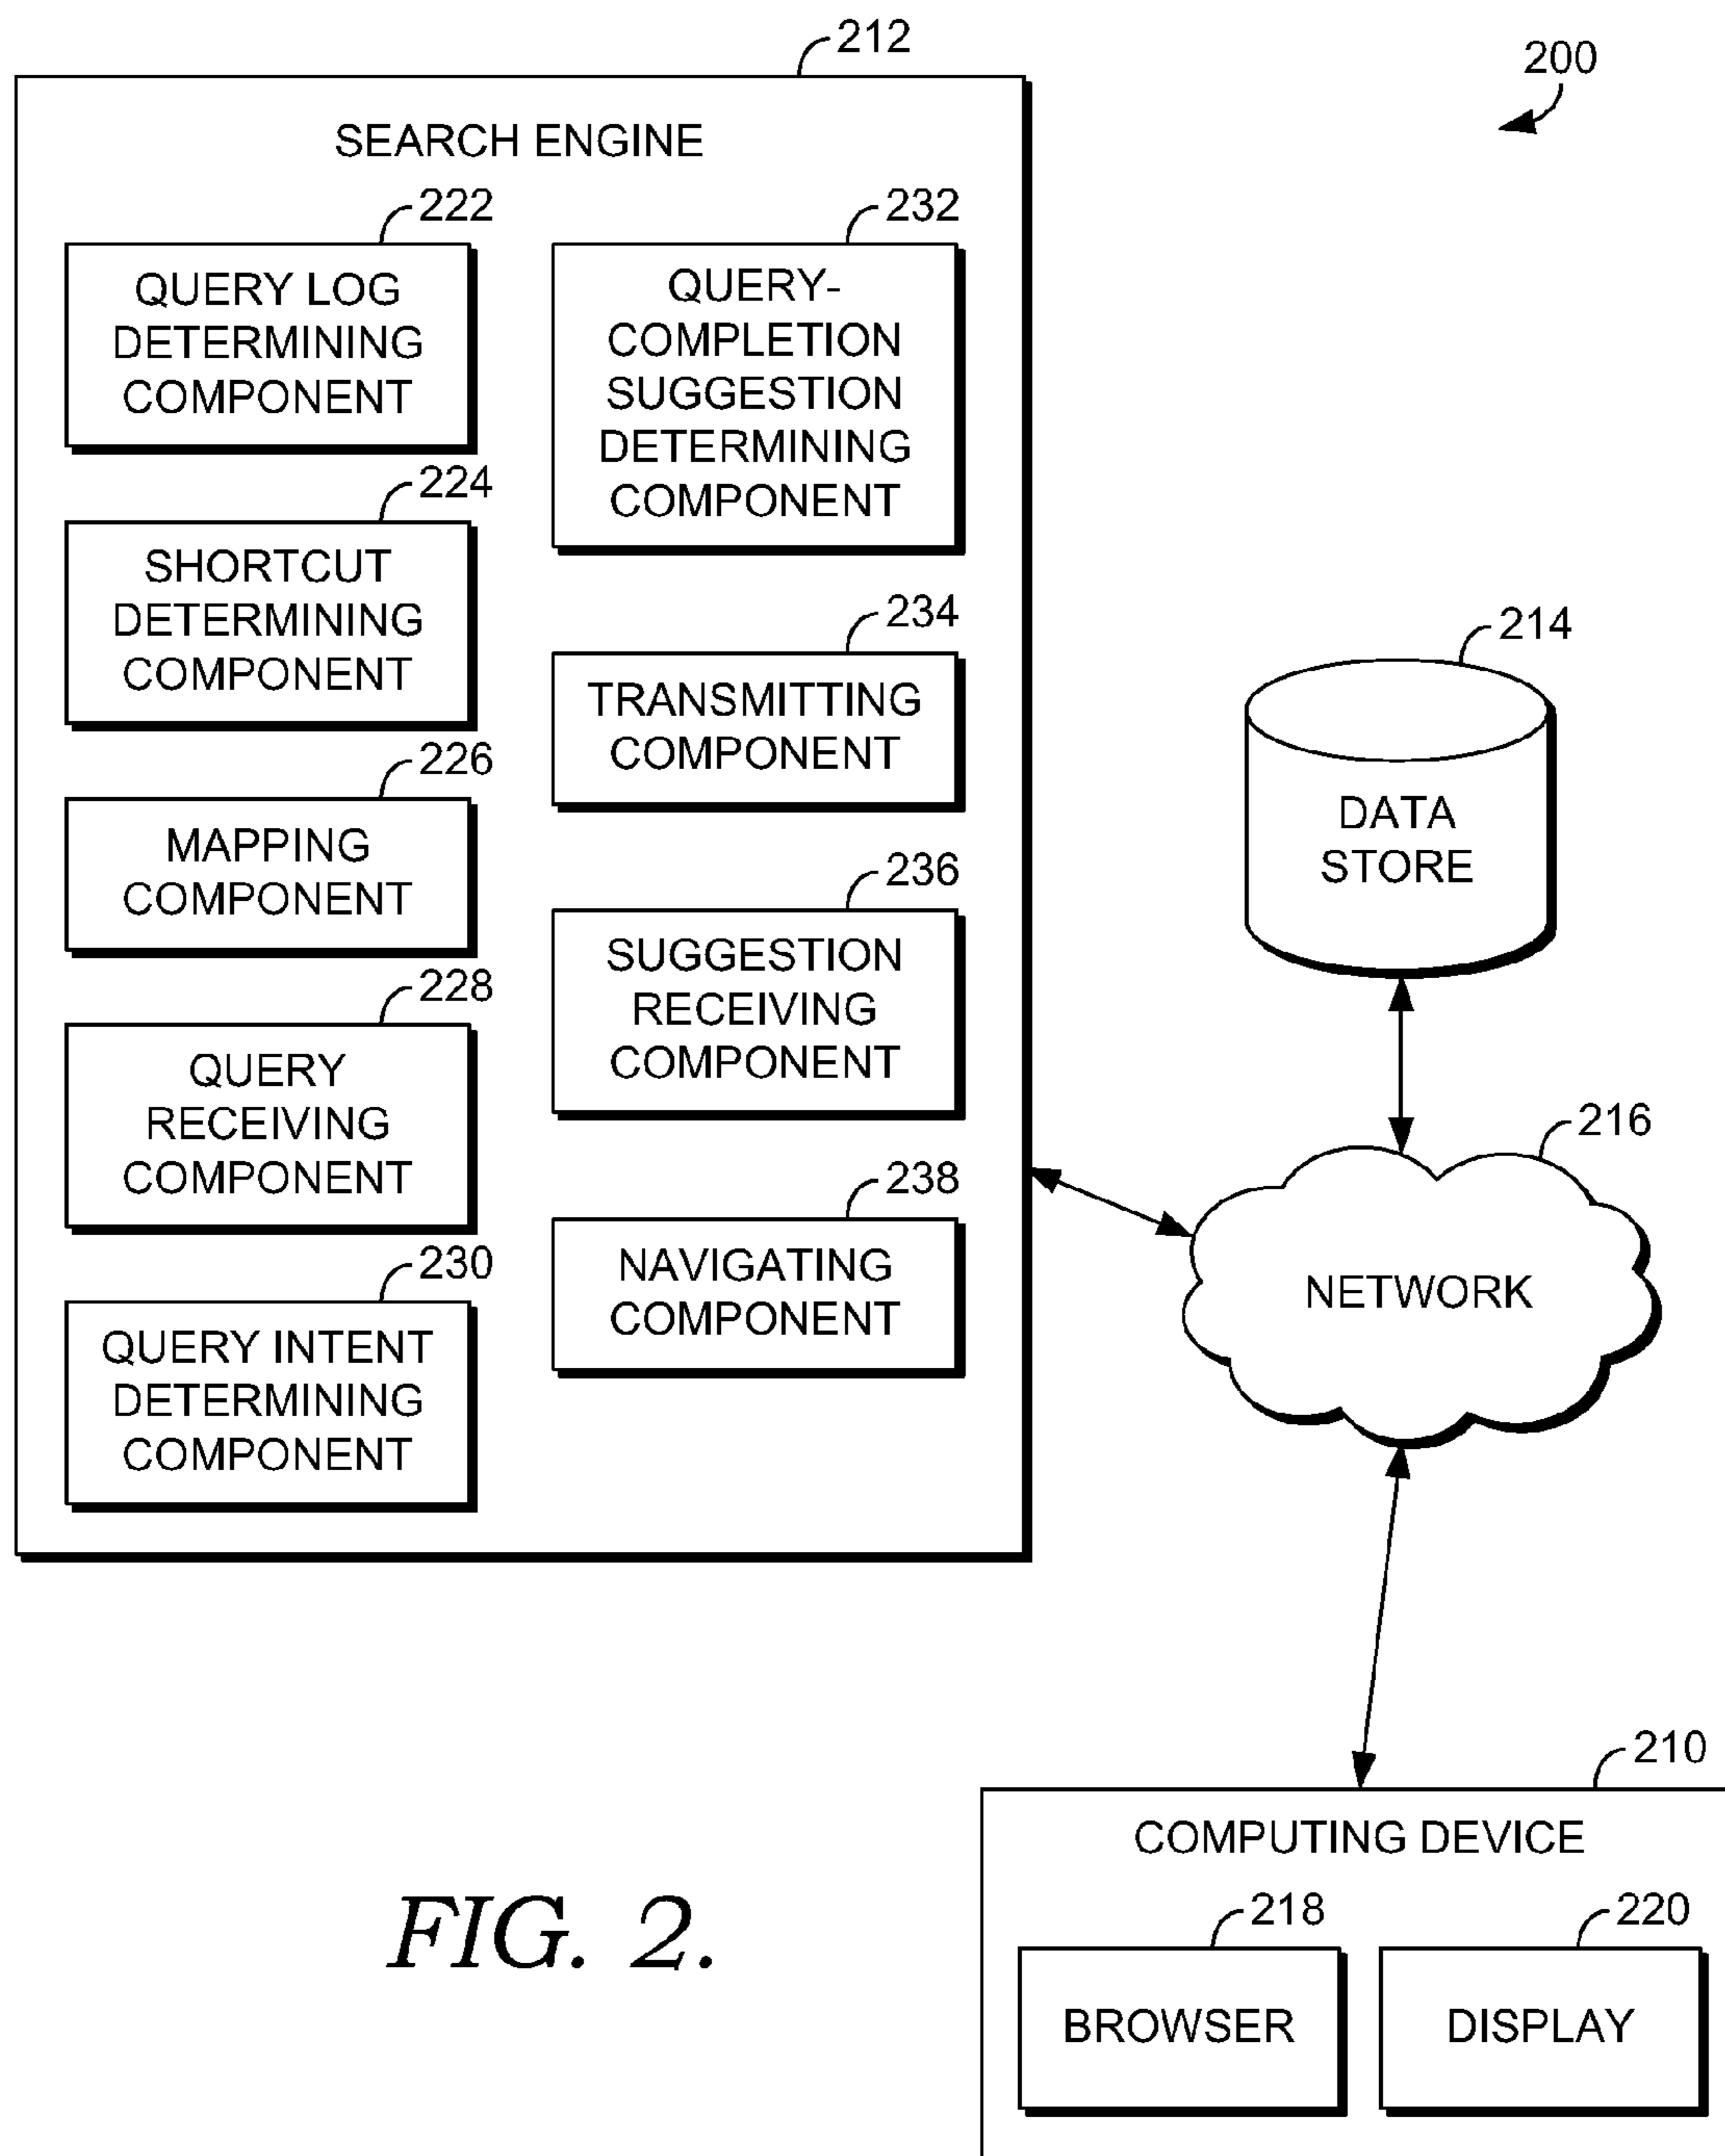 212
200
SEARCH ENGINE
222
QUERY LOG
DETERMINING
COMPONENT
224
SHORTCUT
DETERMINING
COMPONENT
226
MAPPING
COMPONENT
228
QUERY
RECEIVING
COMPONENT
230
QUERY INTENT
DETERMINING
COMPONENT
232
QUERY-
COMPLETION
SUGGESTION
DETERMINING
COMPONENT
234
TRANSMITTING
COMPONENT
236
SUGGESTION
RECEIVING
COMPONENT
238
NAVIGATING
COMPONENT
214
DATA
STORE
216
NETWORK
210
COMPUTING DEVICE
218
BROWSER
220
DISPLAY
FIG. 2.